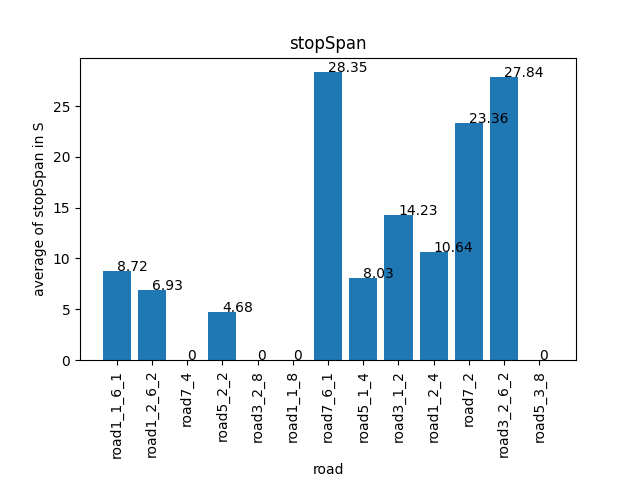 stopSpan
average of stopSpan in S
25
20
15
10
5
0
8.72
6.93
0
4.68
0
0
28.35
8.03
14.23
10.64
23.36
27.84
0
road1_1_6_1
road1_2_6_2
road7_4
road5_2_2
road3_2_8
road1_1_8
road7_6_1
road5_1_4
road3_1_2
road1_2_4
road7_2
road3_2_6_2
road5_3_8
road